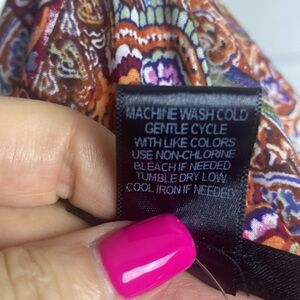 MACHINE WASH COLD
GENTLE CYCLE
WITH LIKE COLORS
USE NON-CHLORINE
BLEACH IF NEEDED
TUMBLE DRY LOW
COOL IRON IF NEEDED